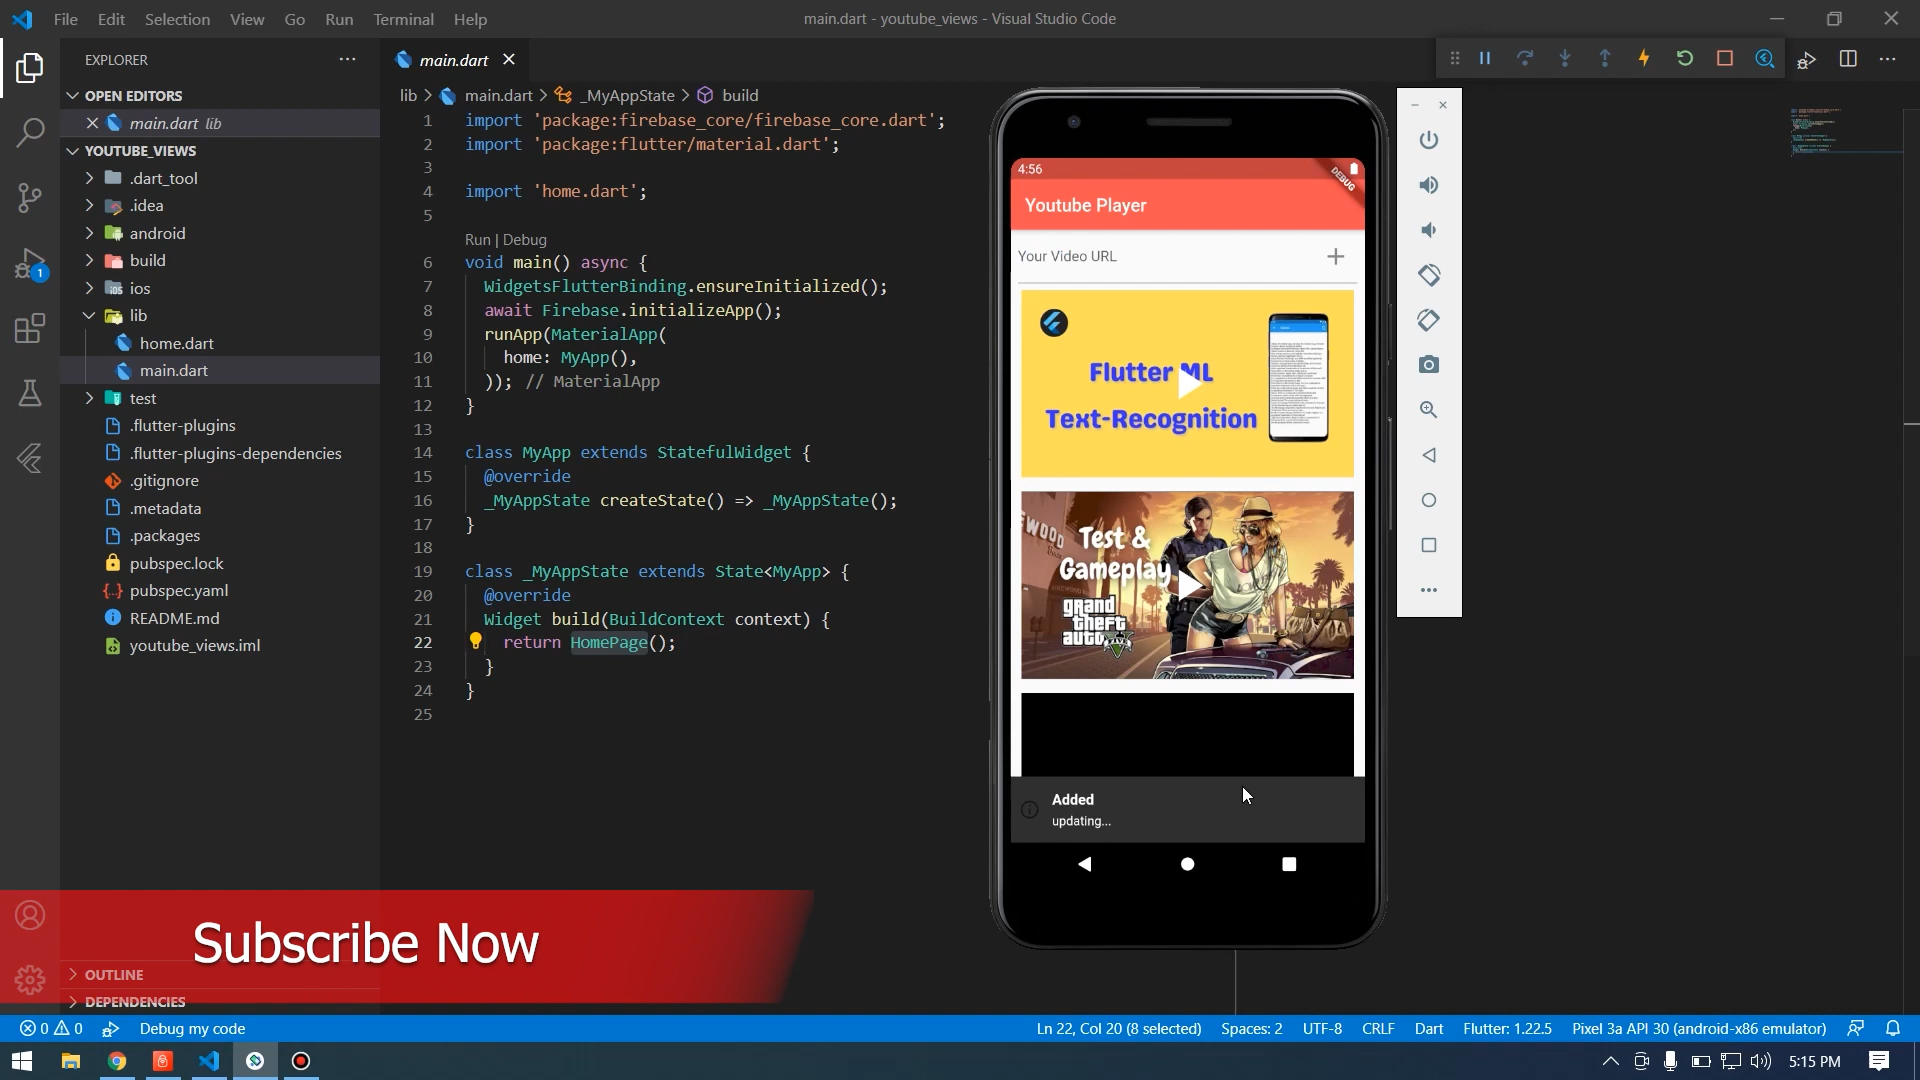 File Edit Selection View Go Run Terminal Help
main.dart - youtube_views - Visual Studio Code
EXPLORER
OPEN EDITORS
main.dart lib
YOUTUBE_VIEWS
.dart_tool
.idea
android
build
ios
lib
home.dart
main.dart
test
.flutter-plugins
.flutter-plugins-dependencies
.gitignore
.metadata
.packages
pubspec.lock
pubspec.yaml
README.md
youtube_views.iml
OUTLINE
DEPENDENCIES
1
main.dart
lib > main.dart > _MyAppState > build
1 import 'package:firebase_core/firebase_core.dart';
2 import 'package:flutter/material.dart';
3
4 import 'home.dart';
5
Run | Debug
6 void main() async {
7 WidgetsFlutterBinding.ensureInitialized();
8 await Firebase.initializeApp();
9 runApp(MaterialApp(
10 home: MyApp(),
11 )); // MaterialApp
12 }
13
14 class MyApp extends StatefulWidget {
15 @override
16 _MyAppState createState() => _MyAppState();
17 }
18
19 class _MyAppState extends State<MyApp> {
20 @override
21 Widget build(BuildContext context) {
22 return HomePage();
23 }
24 }
25
4:56
DEBUG
Youtube Player
Your Video URL
Flutter ML
Text-Recognition
WOOD
Test &
Gameplay
grand
theft
auto
V
Added
updating...
Subscribe Now
0 0 Debug my code
Ln 22, Col 20 (8 selected) Spaces: 2 UTF-8 CRLF Dart Flutter: 1.22.5 Pixel 3a API 30 (android-x86 emulator)
5:15 PM